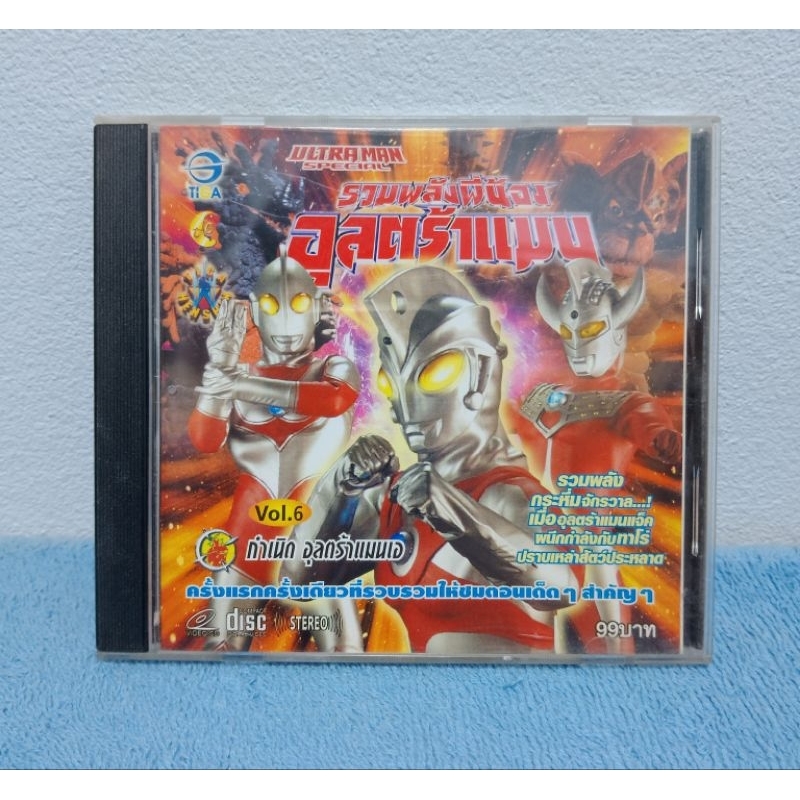 ULTRAMAN
SPECIAL
รวมพลังพี่น้อง
อุลตร้าแมน
TIGA
รวมพลัง
กระหึ่มจักรวาล...!
เมื่ออุลตร้าแมนแจ็ค
ผนึกกำลังกับทาโร่
ปราบเหล่าสัตว์ประหลาด
Vol.6
กำเนิด อุลตร้าแมนเอ
ครั้งแรกครั้งเดียวที่รวบรวมให้ชมตอนเด็ด ๆ สำคัญ ๆ
VIDEO CD
COMPACT
disc
STEREO
99บาท